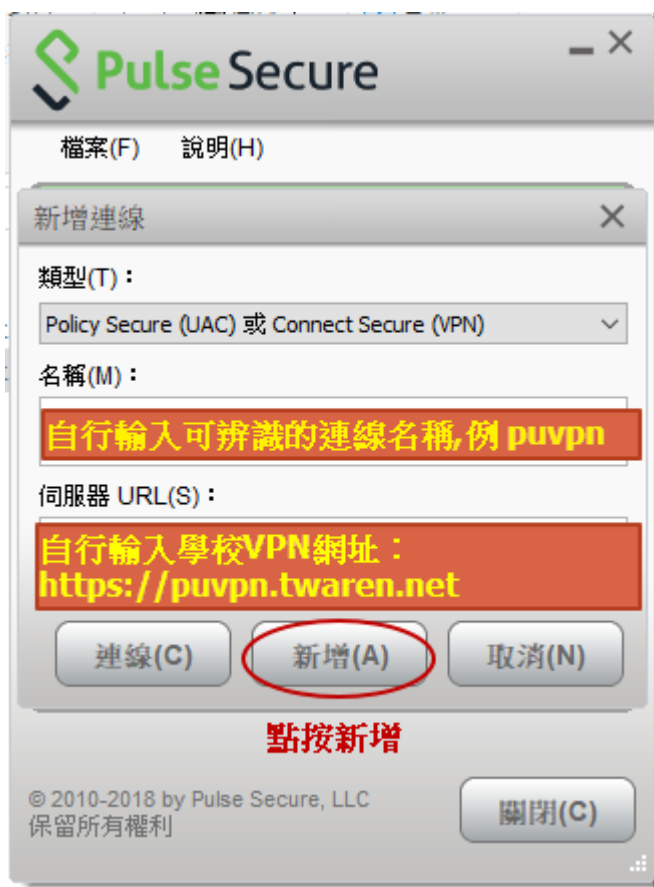 Pulse Secure
檔案(F) 說明(H)
新增連線
類型(T)：
Policy Secure (UAC) 或 Connect Secure (VPN)
名稱(M)：
自行輸入可辨識的連線名稱,例 puvpn
伺服器 URL(S)：
自行輸入學校VPN網址：
https://puvpn.twaren.net
連線(C) 新增(A) 取消(N)
點按新增
© 2010-2018 by Pulse Secure, LLC
保留所有權利
關閉(C)